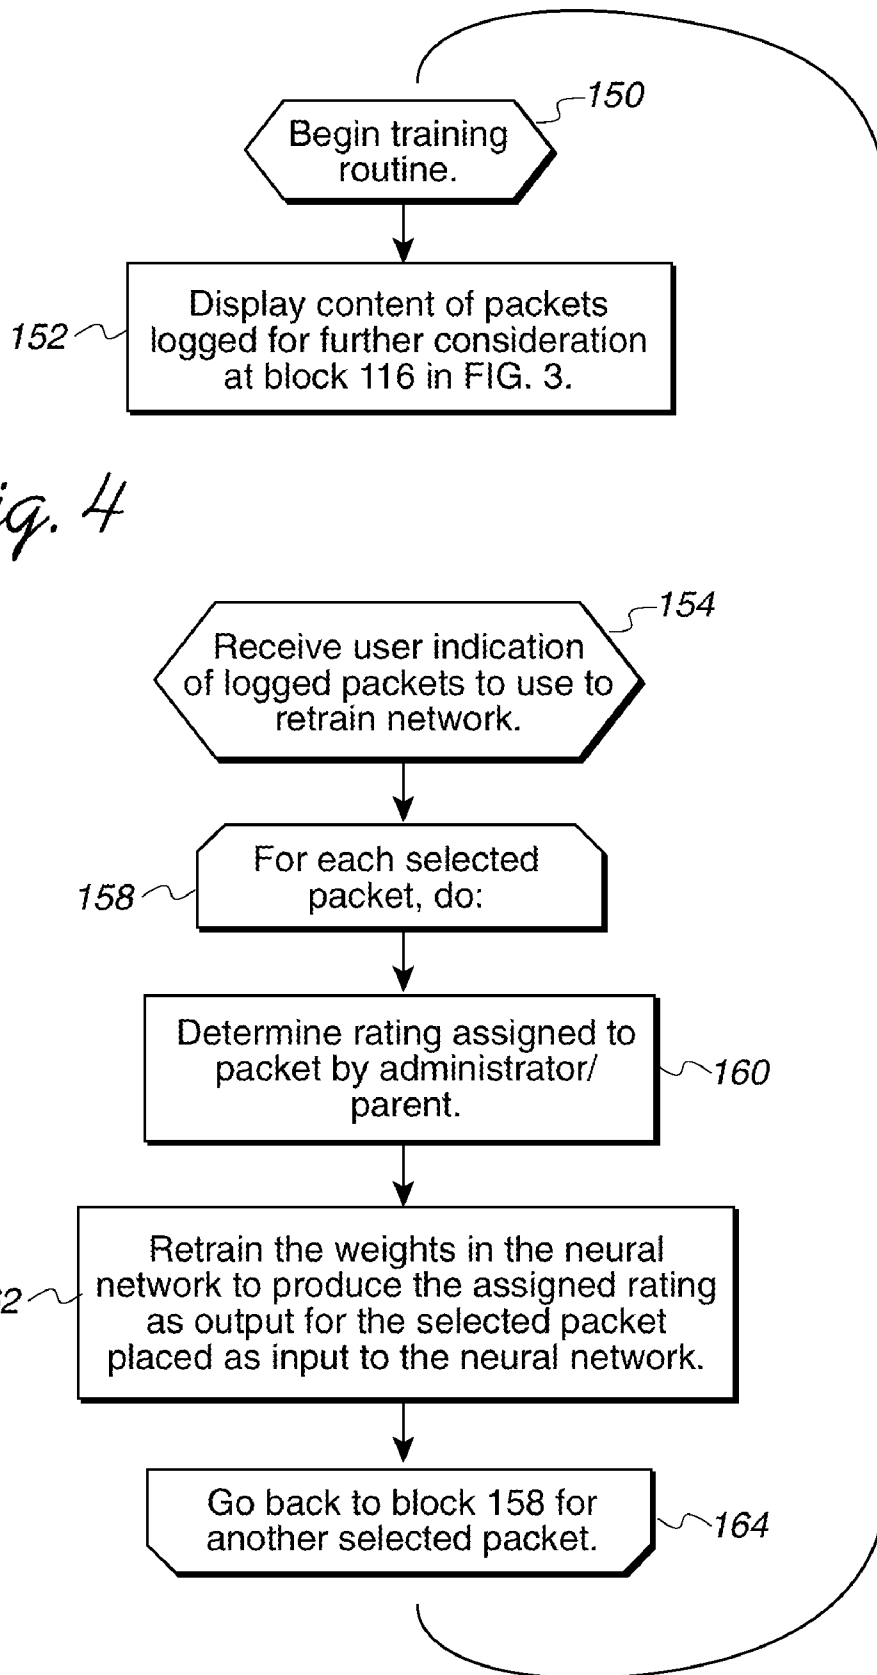 150
Begin training
routine.
152
Display content of packets
logged for further consideration
at block 116 in FIG. 3.
ig. 4
154
Receive user indication
of logged packets to use to
retrain network.
158
For each selected
packet, do:
Determine rating assigned to
packet by administrator/
parent.
160
62
Retrain the weights in the neural
network to produce the assigned rating
as output for the selected packet
placed as input to the neural network.
Go back to block 158 for
another selected packet.
164